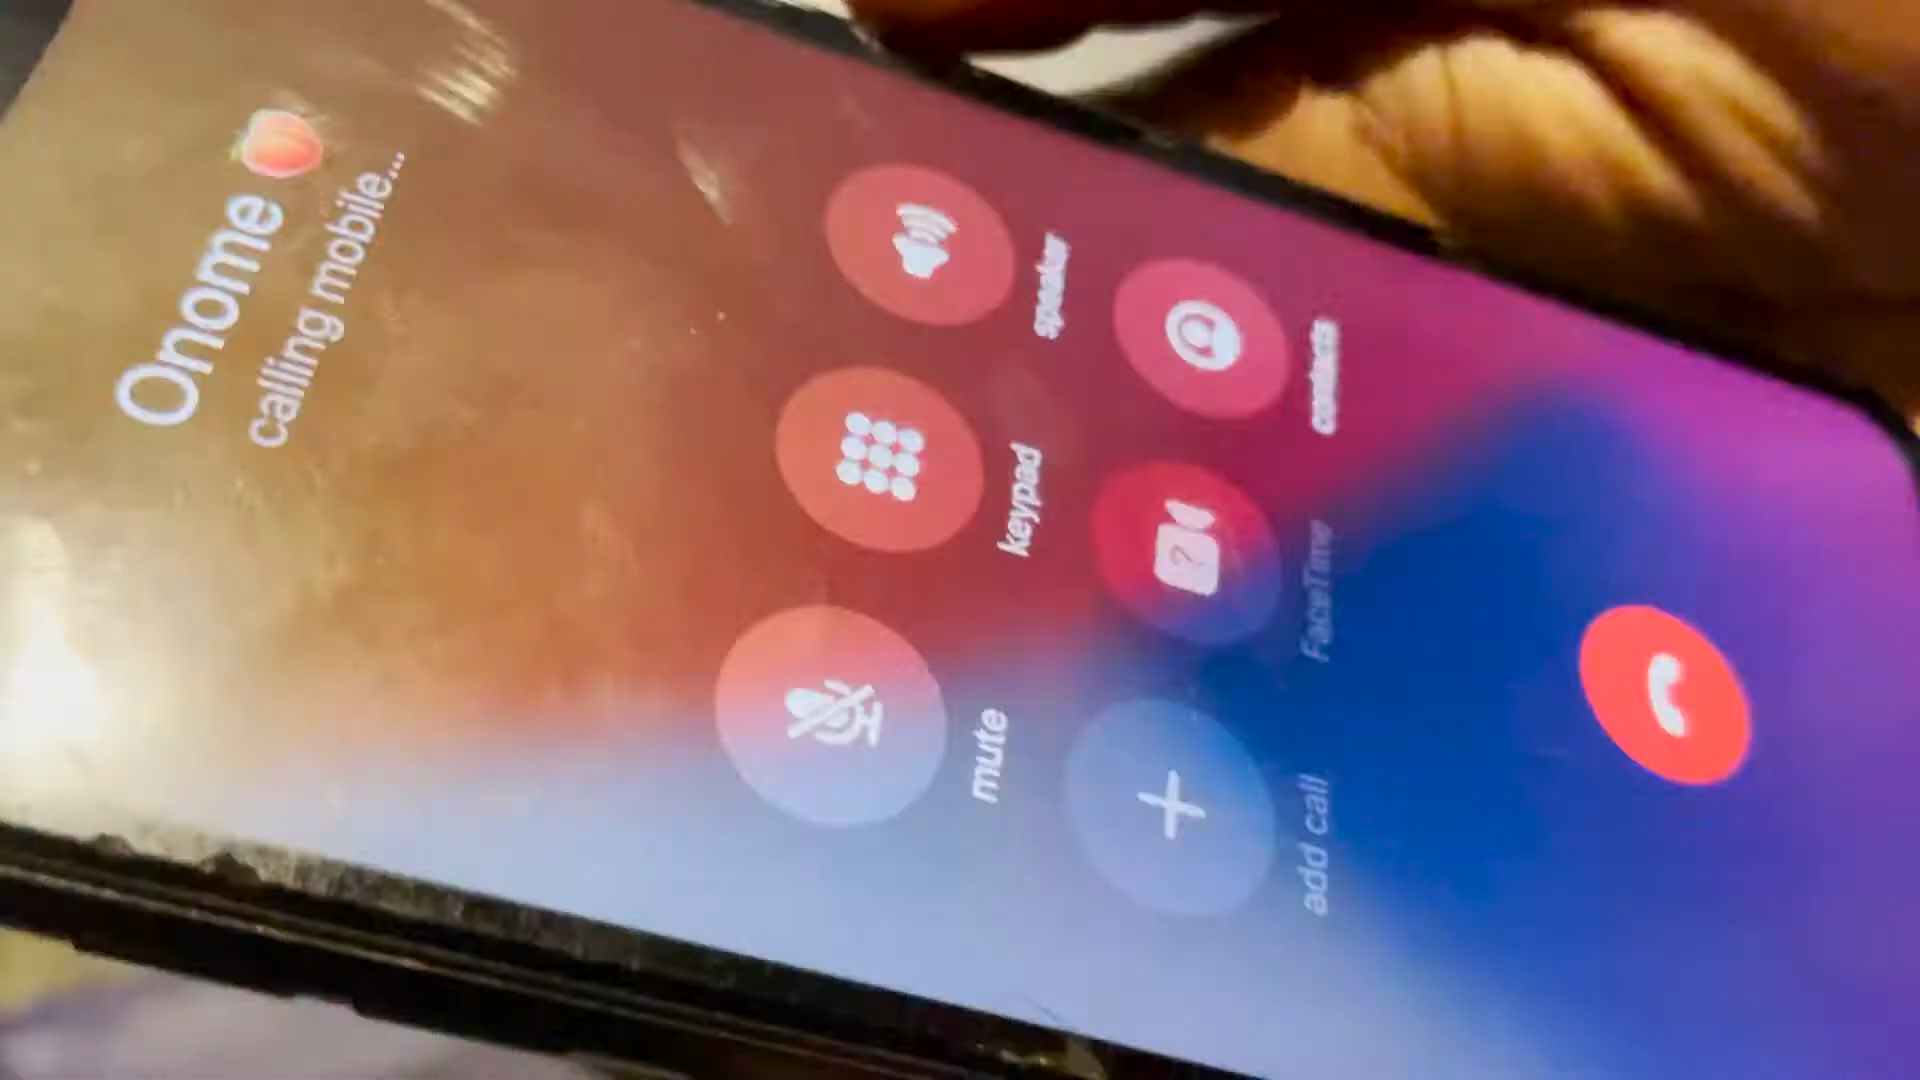 Onome 🍑
calling mobile...
mute
keypad
speaker
add call
FaceTime
contacts